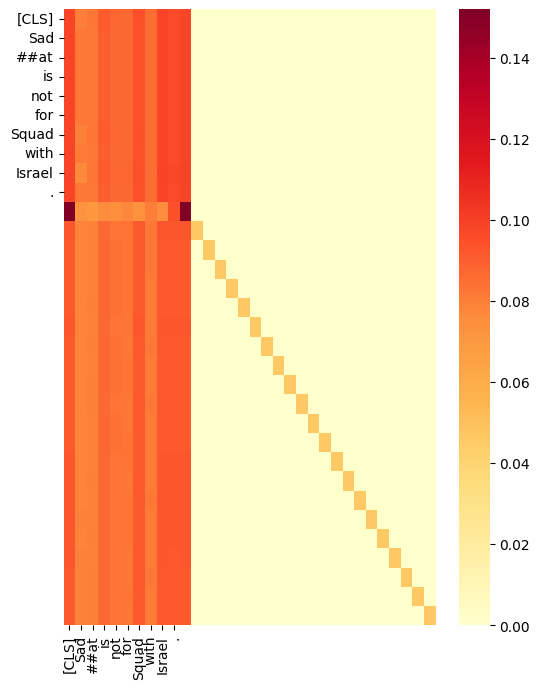 [CLS]
Sad
##at
is
not
for
Squad
with
Israel
.
0.14
0.12
0.10
0.08
0.06
0.04
0.02
0.00
[CLS]
Sad
##at
is
not
for
Squad
with
Israel
.